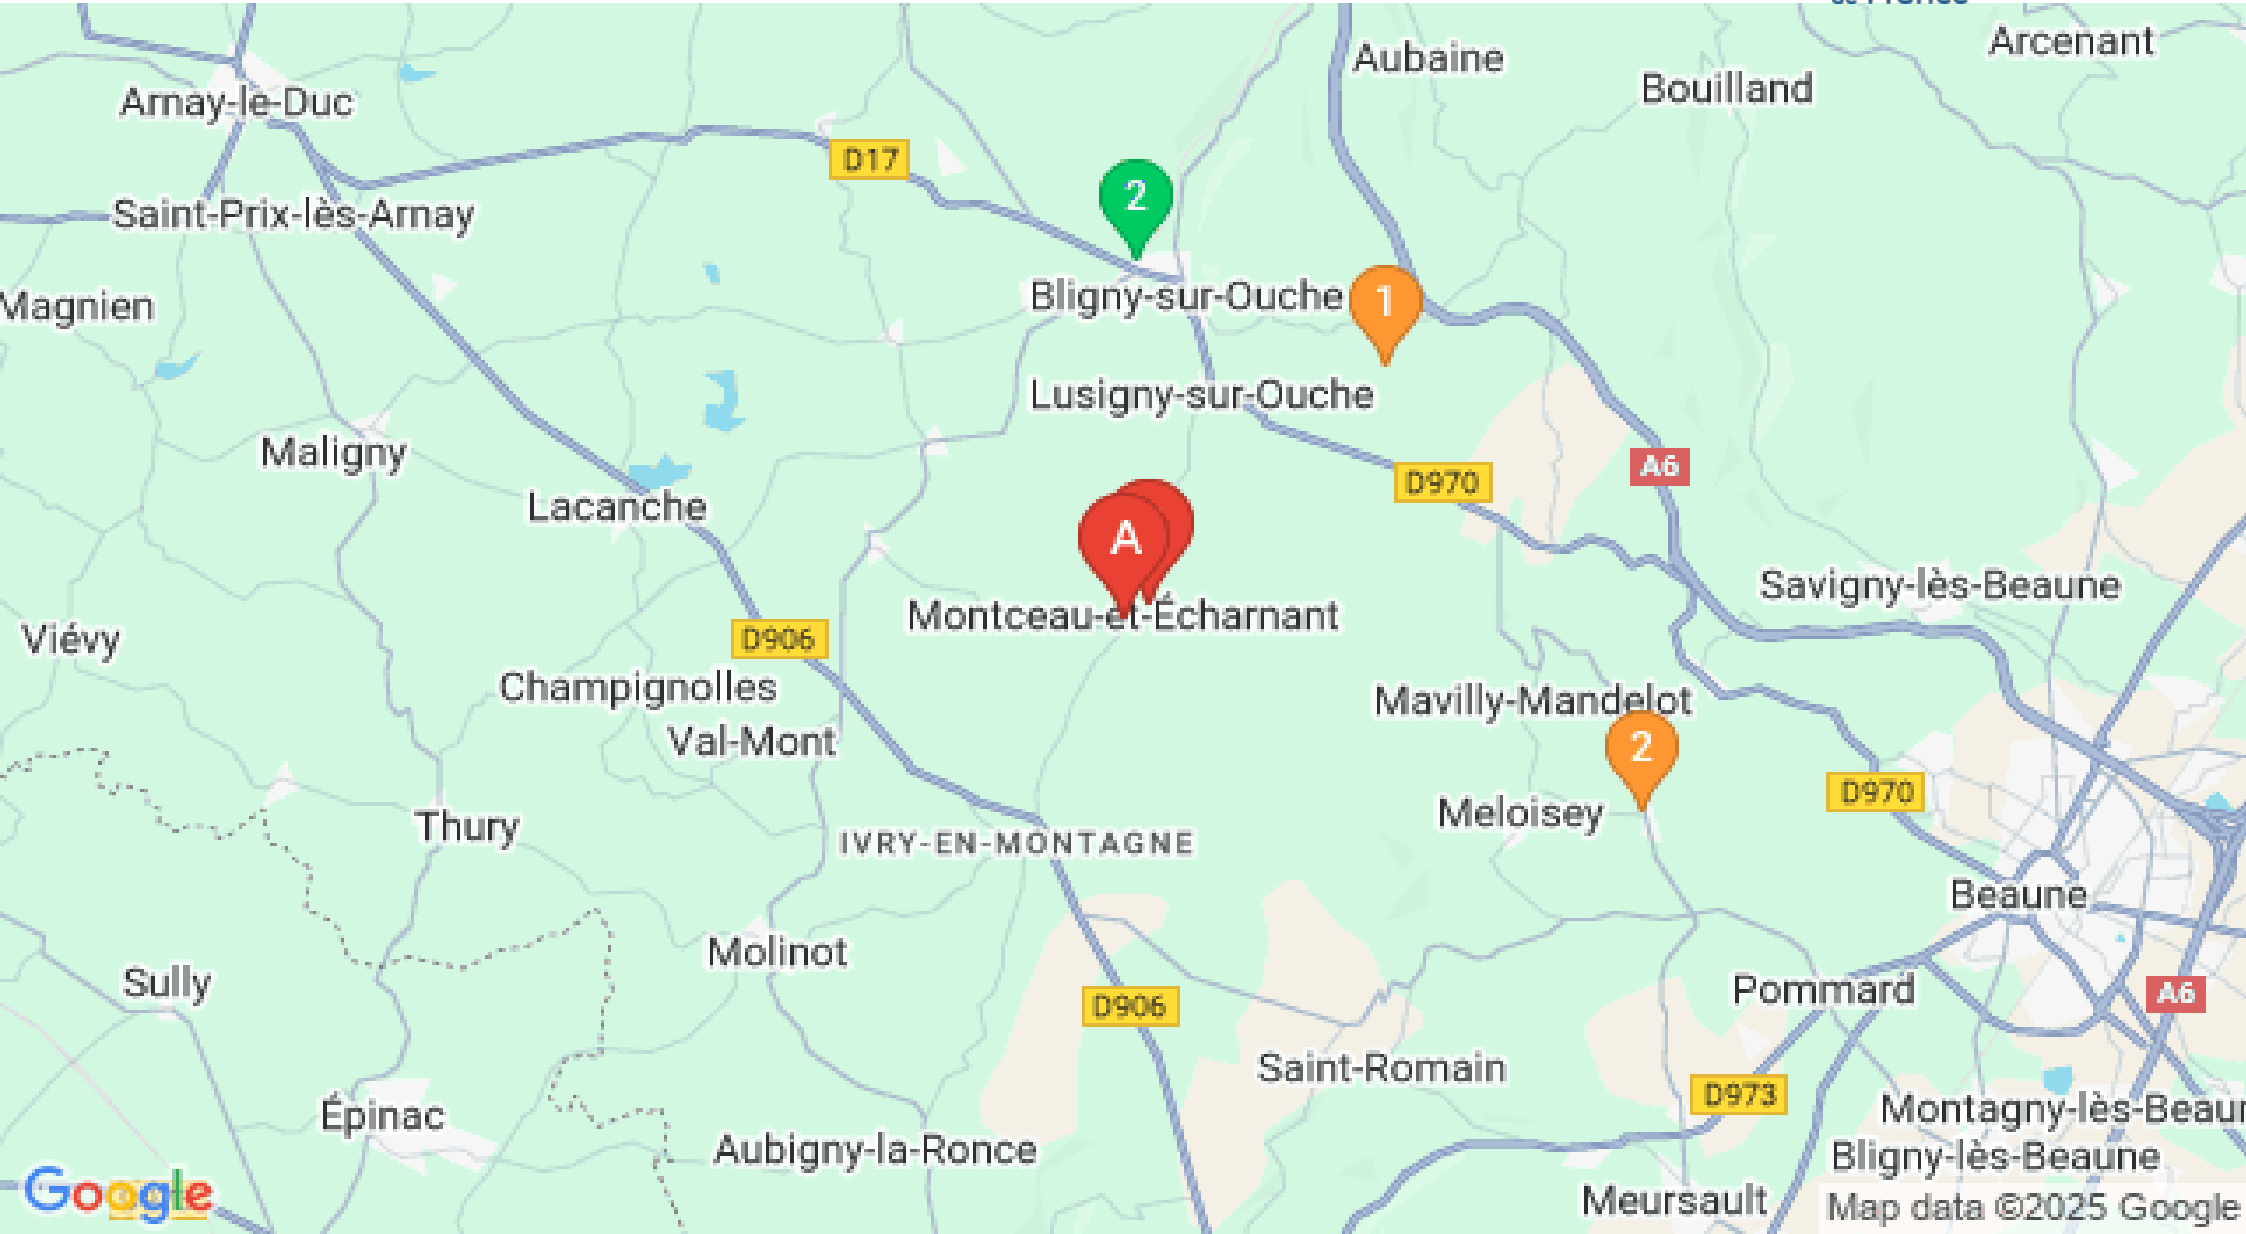 Aubaine
Arcenant
Bouilland
Arnay-le-Duc
D17
2
Saint-Prix-lès-Arnay
Magnien
Bligny-sur-Ouche
1
Lusigny-sur-Ouche
Maligny
A6
D970
Lacanche
A
Savigny-lès-Beaune
Montceau-et-Écharnant
Viévy
D906
Champignolles
Mavilly-Mandelot
Val-Mont
2
D970
Meloisey
Thury
IVRY-EN-MONTAGNE
Beaune
Molinot
Sully
Pommard
A6
D906
Saint-Romain
D973
Épinac
Montagny-lès-Beaun
Aubigny-la-Ronce
Bligny-lès-Beaune
Google
Meursault
Map data ©2025 Google